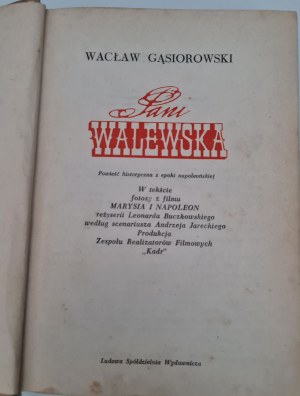 WACŁAW GĄSIOROWSKI
Pani
WALEWSKA
Powieść historyczna z epoki napoleońskiej
W tekście
fotosy z filmu
MARYSIA I NAPOLEON
reżyserii Leonarda Buczkowskiego
według scenariusza Andrzeja Jareckiego
Produkcja
Zespołu Realizatorów Filmowych
„Kadr”
Ludowa Spółdzielnia Wydawnicza